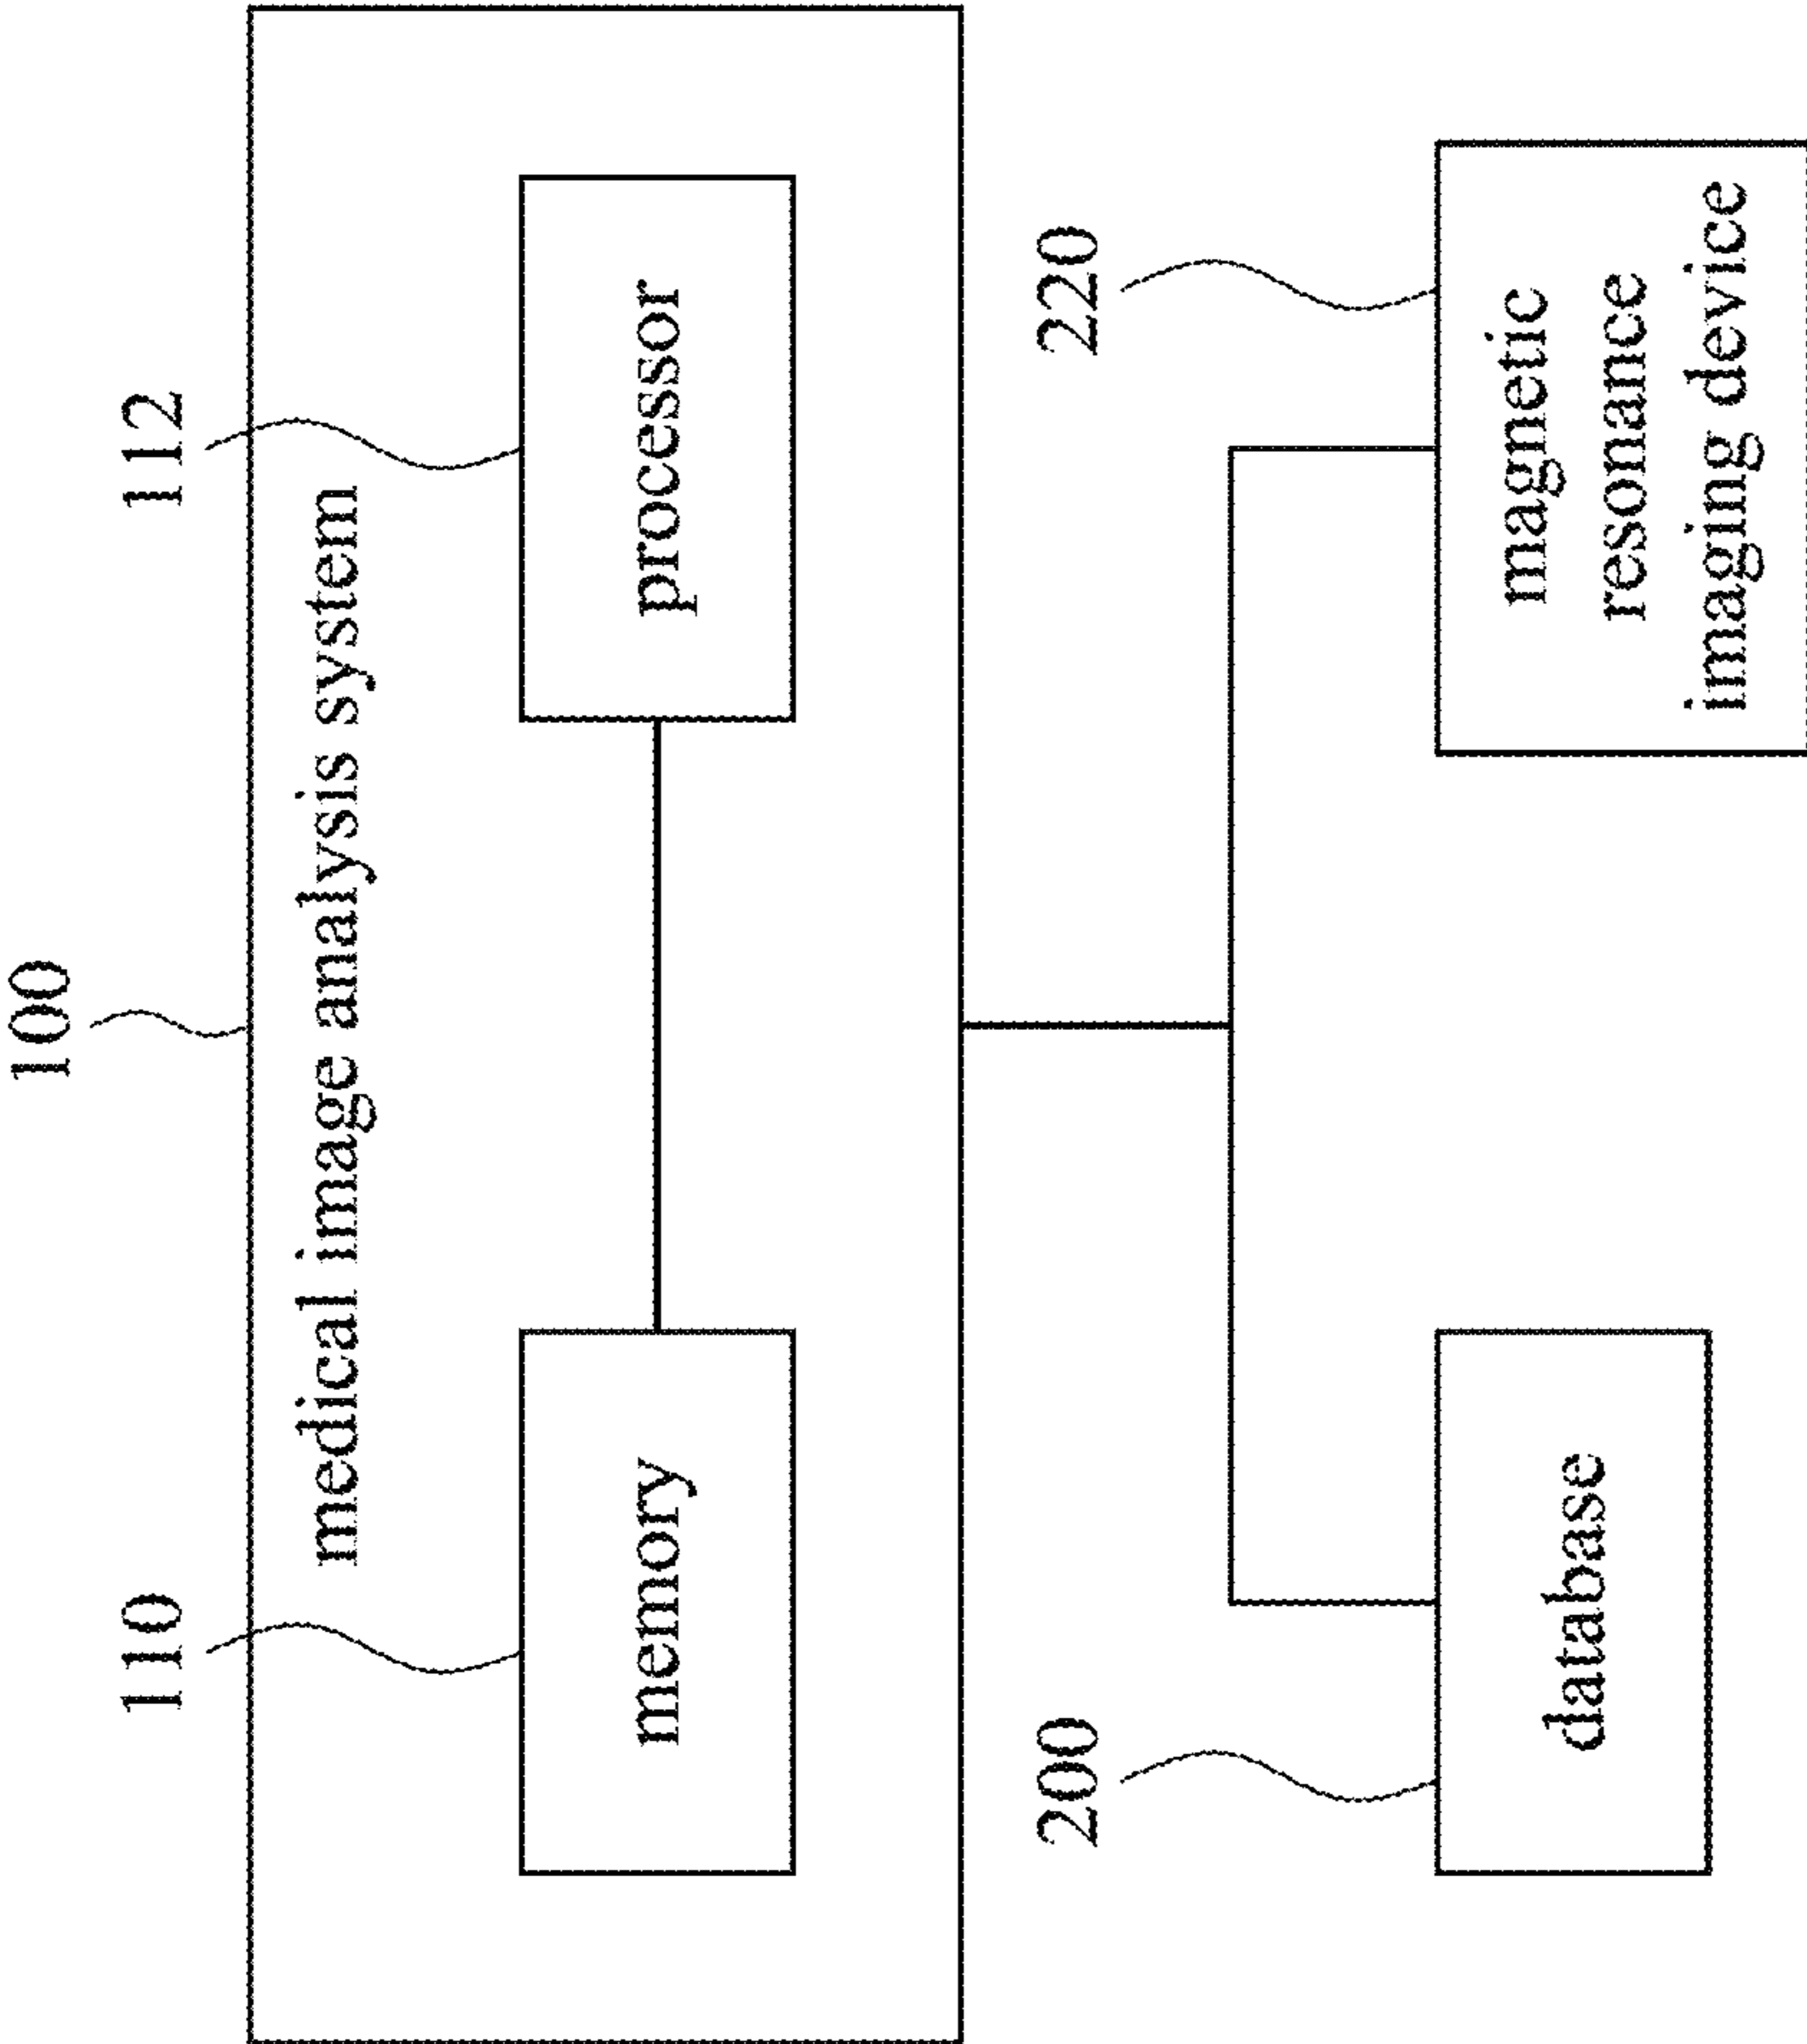 100
110
112
medical image analysis system
memory
processor
200
220
database
magnetic
resonance
imaging device